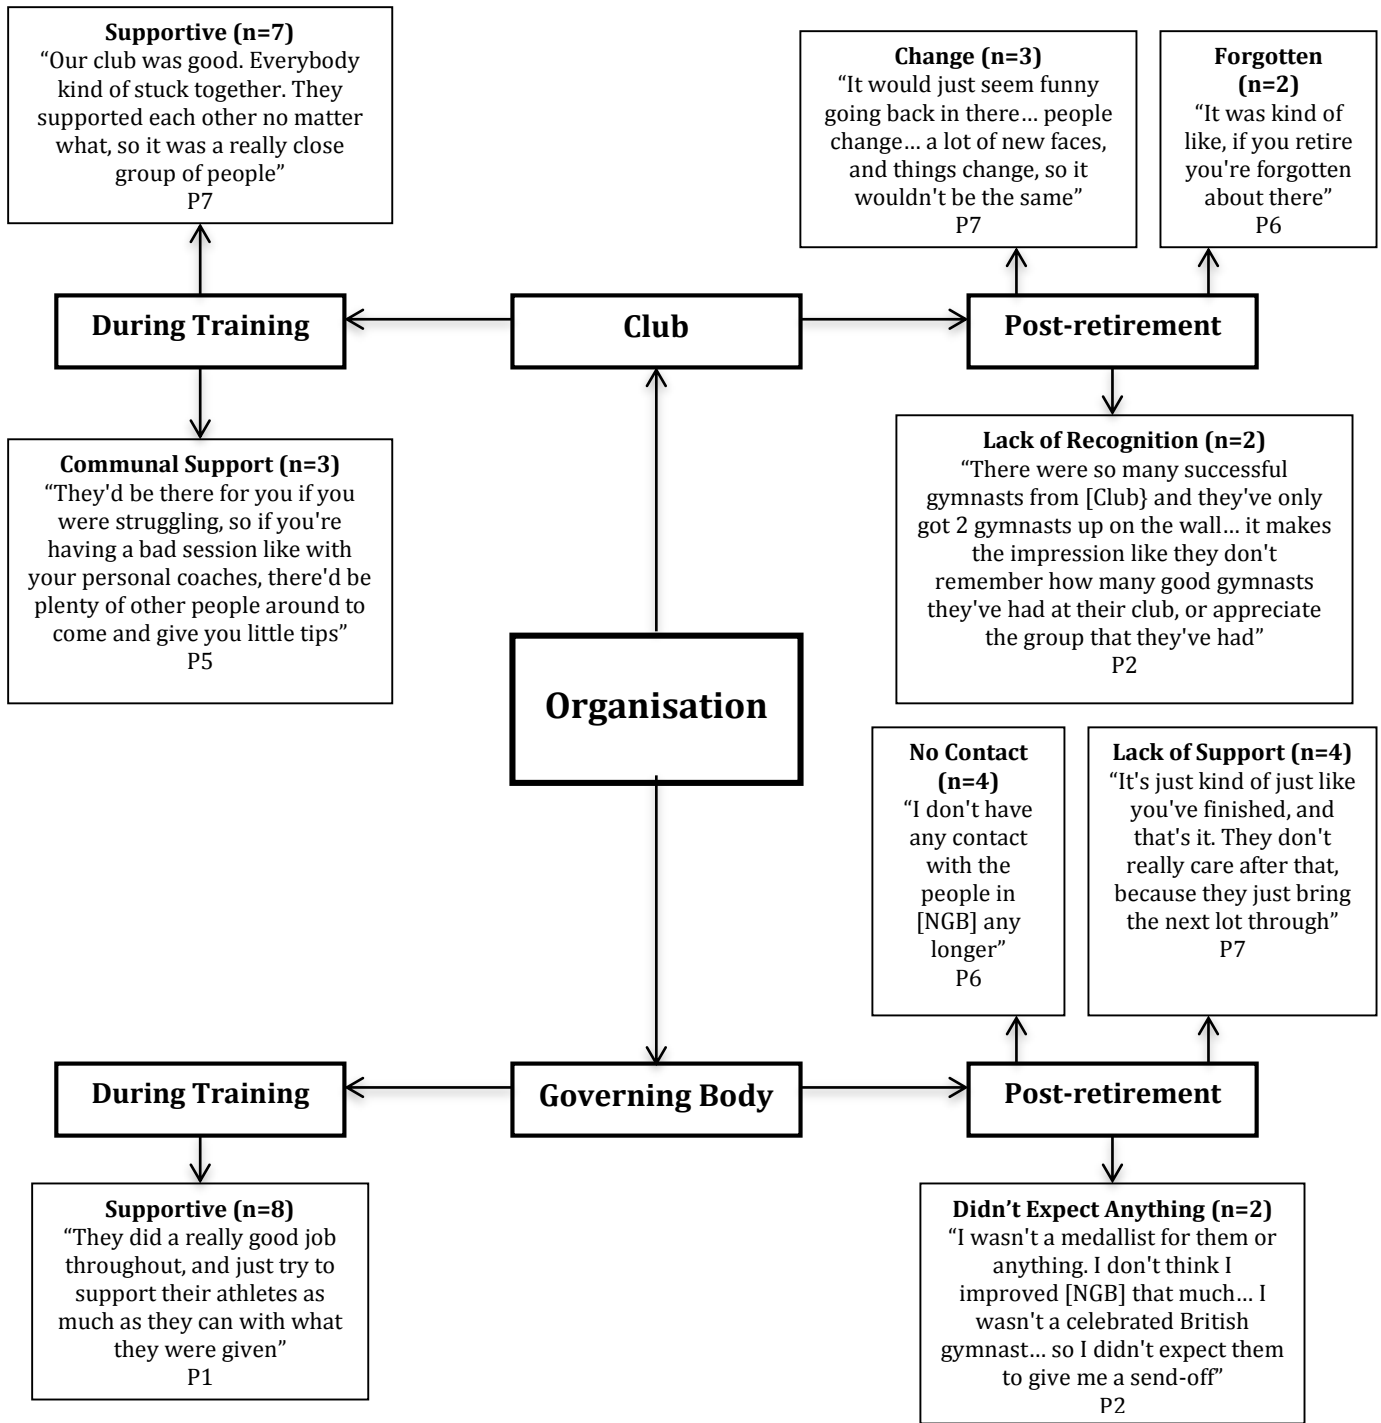 Supportive (n=7)
“Our club was good. Everybody
kind of stuck together. They
supported each other no matter
what, so it was a really close
group of people”
P7
Change (n=3)
“It would just seem funny
going back in there… people
change… a lot of new faces,
and things change, so it
wouldn't be the same”
P7
Forgotten
(n=2)
“It was kind of
like, if you retire
you're forgotten
about there”
P6
During Training
Club
Post-retirement
Communal Support (n=3)
“They'd be there for you if you
were struggling, so if you're
having a bad session like with
your personal coaches, there'd be
plenty of other people around to
come and give you little tips”
P5
Lack of Recognition (n=2)
“There were so many successful
gymnasts from [Club} and they've only
got 2 gymnasts up on the wall… it makes
the impression like they don't
remember how many good gymnasts
they've had at their club, or appreciate
the group that they've had”
P2
Organisation
No Contact
(n=4)
“I don't have
any contact
with the
people in
[NGB] any
longer”
P6
Lack of Support (n=4)
“It's just kind of just like
you've finished, and
that's it. They don't
really care after that,
because they just bring
the next lot through”
P7
During Training
Governing Body
Post-retirement
Supportive (n=8)
“They did a really good job
throughout, and just try to
support their athletes as
much as they can with what
they were given”
P1
Didn’t Expect Anything (n=2)
“I wasn't a medallist for them or
anything. I don't think I
improved [NGB] that much… I
wasn't a celebrated British
gymnast… so I didn't expect them
to give me a send-off”
P2